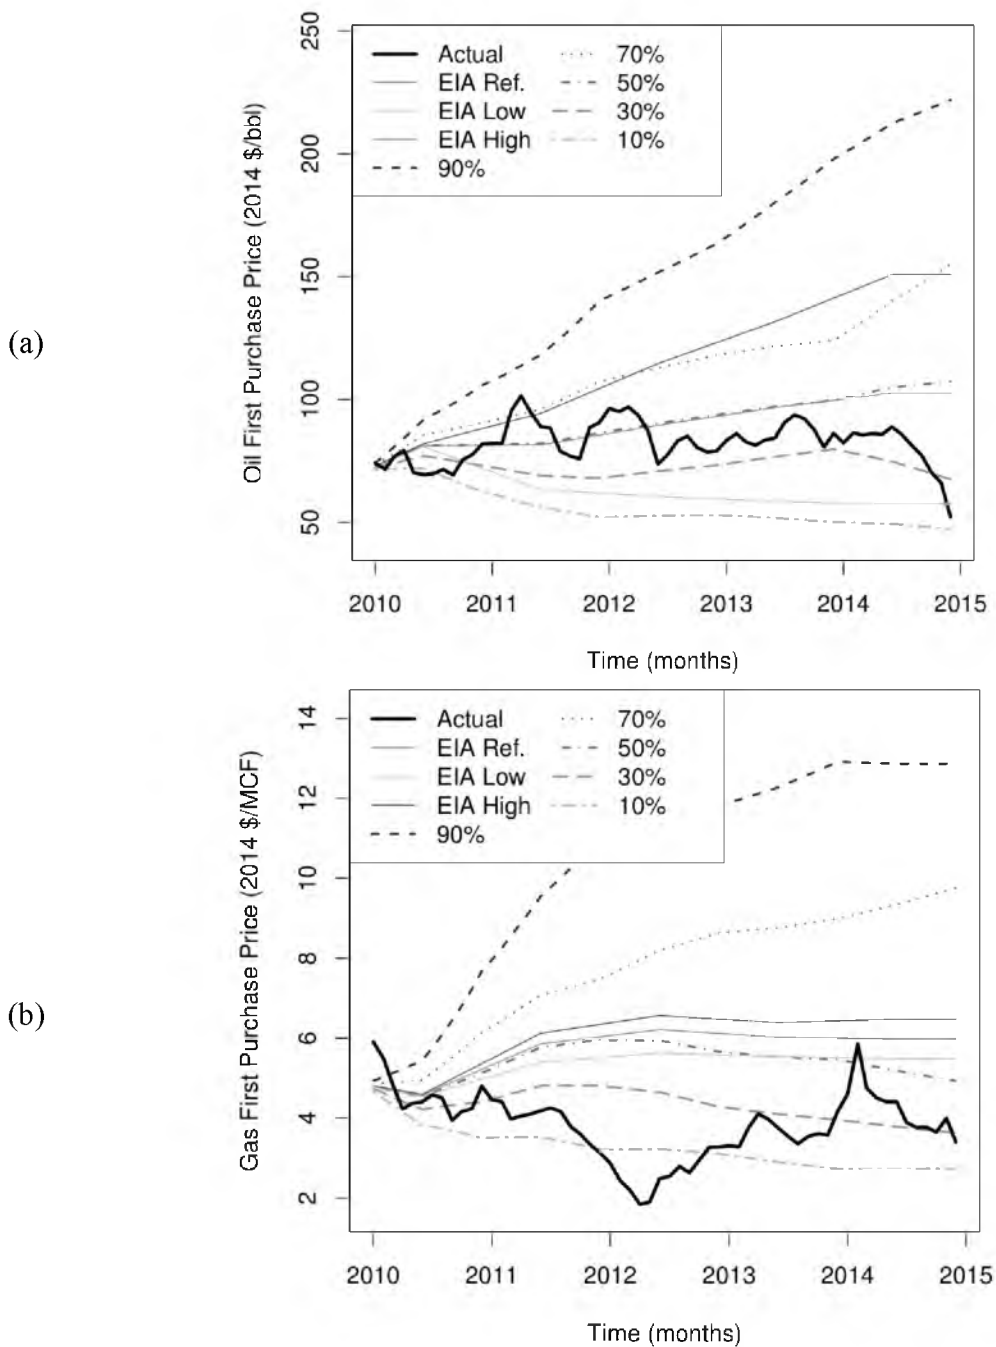 (a)
Oil First Purchase Price (2014 $/bbl)
250
200
150
100
50
Actual
EIA Ref.
EIA Low
EIA High
90%
70%
50%
30%
10%
2010 2011 2012 2013 2014 2015
Time (months)
(b)
Gas First Purchase Price (2014 $/MCF)
14
12
10
8
6
4
2
Actual
EIA Ref.
EIA Low
EIA High
90%
70%
50%
30%
10%
2010 2011 2012 2013 2014 2015
Time (months)